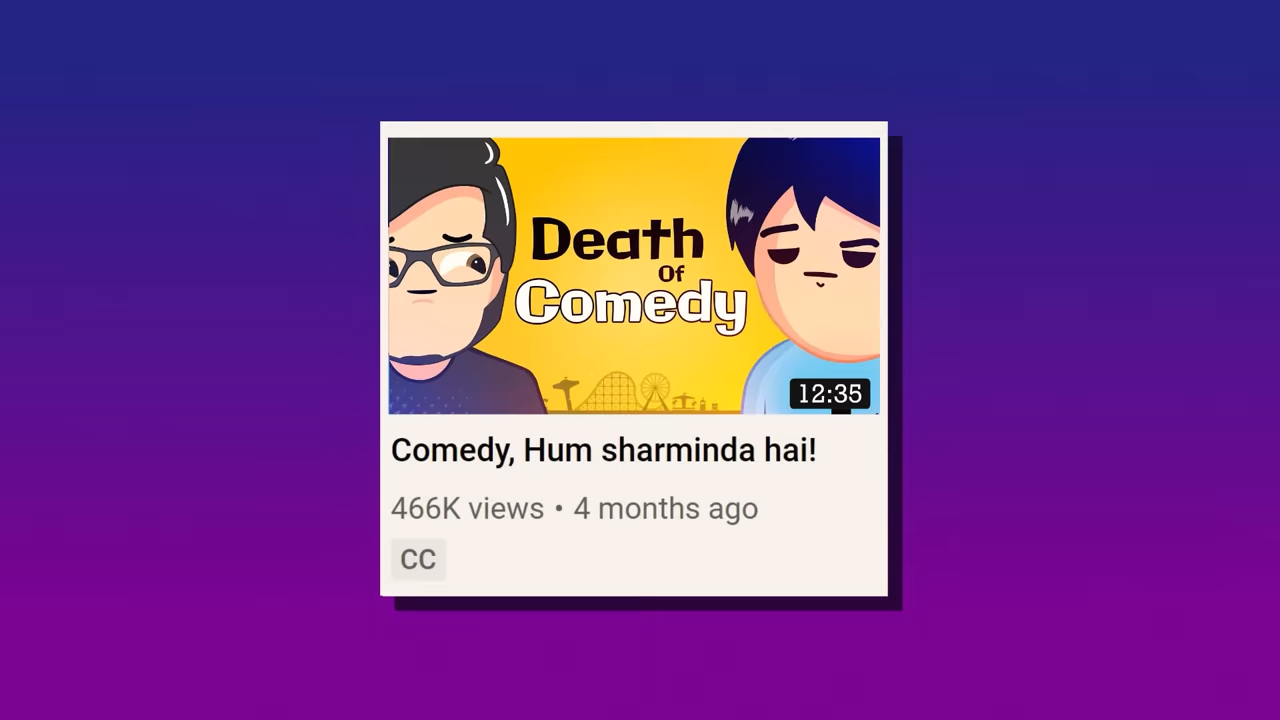 Death
Of
Comedy
12:35
Comedy, Hum sharminda hai!
466K views • 4 months ago
CC